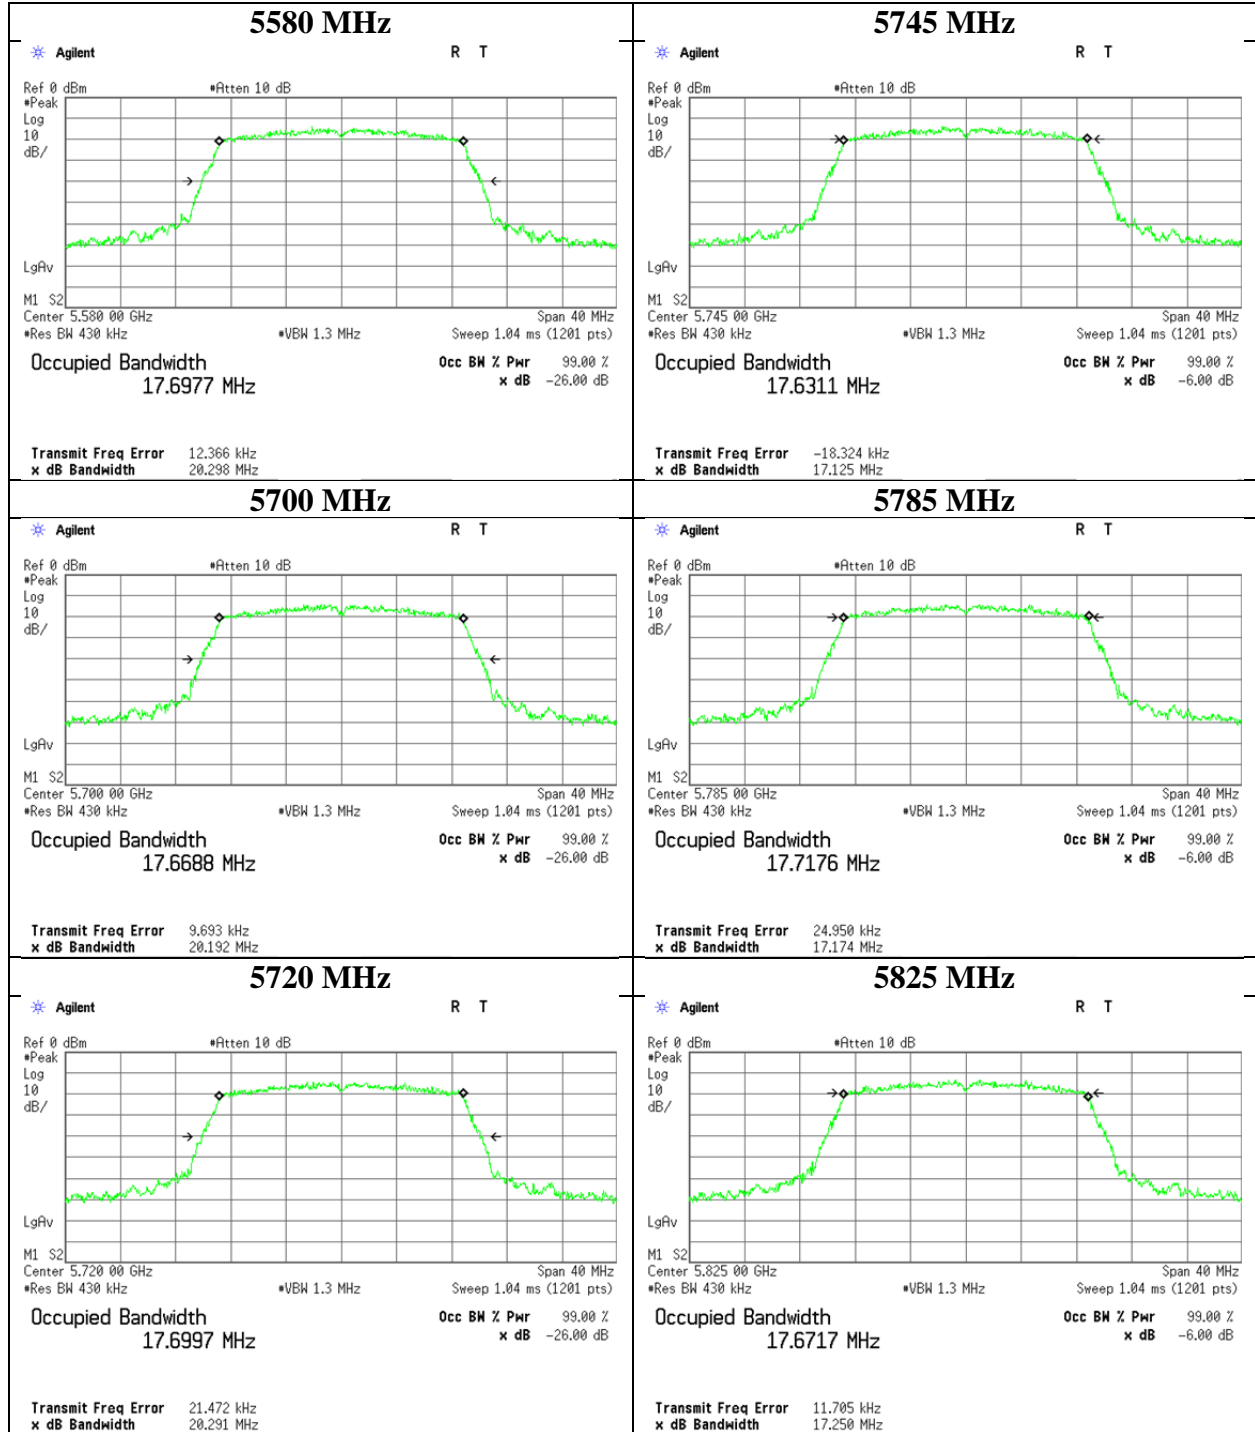 5580 MHz
Agilent R T
Ref 0 dBm #Atten 10 dB
#Peak
Log
10
dB/
LgAv
M1 S2
Center 5.580 00 GHz Span 40 MHz
#Res BW 430 kHz #VBW 1.3 MHz Sweep 1.04 ms (1201 pts)
Occupied Bandwidth Occ BW % Pwr 99.00 %
17.6977 MHz x dB -26.00 dB
Transmit Freq Error 12.366 kHz
x dB Bandwidth 20.298 MHz
5745 MHz
Agilent R T
Ref 0 dBm #Atten 10 dB
#Peak
Log
10
dB/
LgAv
M1 S2
Center 5.745 00 GHz Span 40 MHz
#Res BW 430 kHz #VBW 1.3 MHz Sweep 1.04 ms (1201 pts)
Occupied Bandwidth Occ BW % Pwr 99.00 %
17.6311 MHz x dB -6.00 dB
Transmit Freq Error -18.324 kHz
x dB Bandwidth 17.125 MHz
5700 MHz
Agilent R T
Ref 0 dBm #Atten 10 dB
#Peak
Log
10
dB/
LgAv
M1 S2
Center 5.700 00 GHz Span 40 MHz
#Res BW 430 kHz #VBW 1.3 MHz Sweep 1.04 ms (1201 pts)
Occupied Bandwidth Occ BW % Pwr 99.00 %
17.6688 MHz x dB -26.00 dB
Transmit Freq Error 9.693 kHz
x dB Bandwidth 20.192 MHz
5785 MHz
Agilent R T
Ref 0 dBm #Atten 10 dB
#Peak
Log
10
dB/
LgAv
M1 S2
Center 5.785 00 GHz Span 40 MHz
#Res BW 430 kHz #VBW 1.3 MHz Sweep 1.04 ms (1201 pts)
Occupied Bandwidth Occ BW % Pwr 99.00 %
17.7176 MHz x dB -6.00 dB
Transmit Freq Error 24.950 kHz
x dB Bandwidth 17.174 MHz
5720 MHz
Agilent R T
Ref 0 dBm #Atten 10 dB
#Peak
Log
10
dB/
LgAv
M1 S2
Center 5.720 00 GHz Span 40 MHz
#Res BW 430 kHz #VBW 1.3 MHz Sweep 1.04 ms (1201 pts)
Occupied Bandwidth Occ BW % Pwr 99.00 %
17.6997 MHz x dB -26.00 dB
Transmit Freq Error 21.472 kHz
x dB Bandwidth 20.291 MHz
5825 MHz
Agilent R T
Ref 0 dBm #Atten 10 dB
#Peak
Log
10
dB/
LgAv
M1 S2
Center 5.825 00 GHz Span 40 MHz
#Res BW 430 kHz #VBW 1.3 MHz Sweep 1.04 ms (1201 pts)
Occupied Bandwidth Occ BW % Pwr 99.00 %
17.6717 MHz x dB -6.00 dB
Transmit Freq Error 11.705 kHz
x dB Bandwidth 17.250 MHz